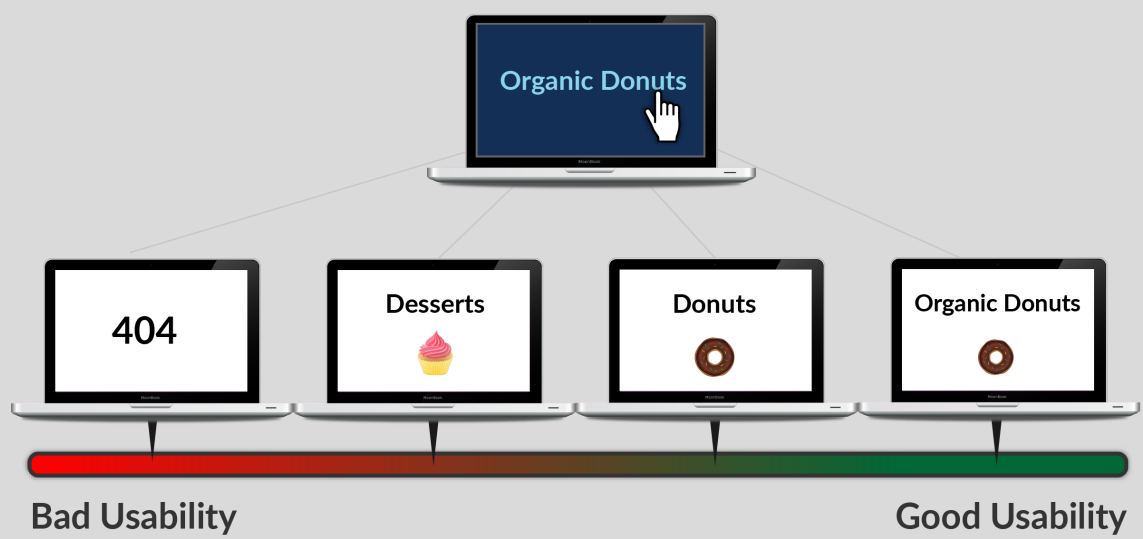 Organic Donuts
404
Desserts
Donuts
Organic Donuts
Bad Usability
Good Usability